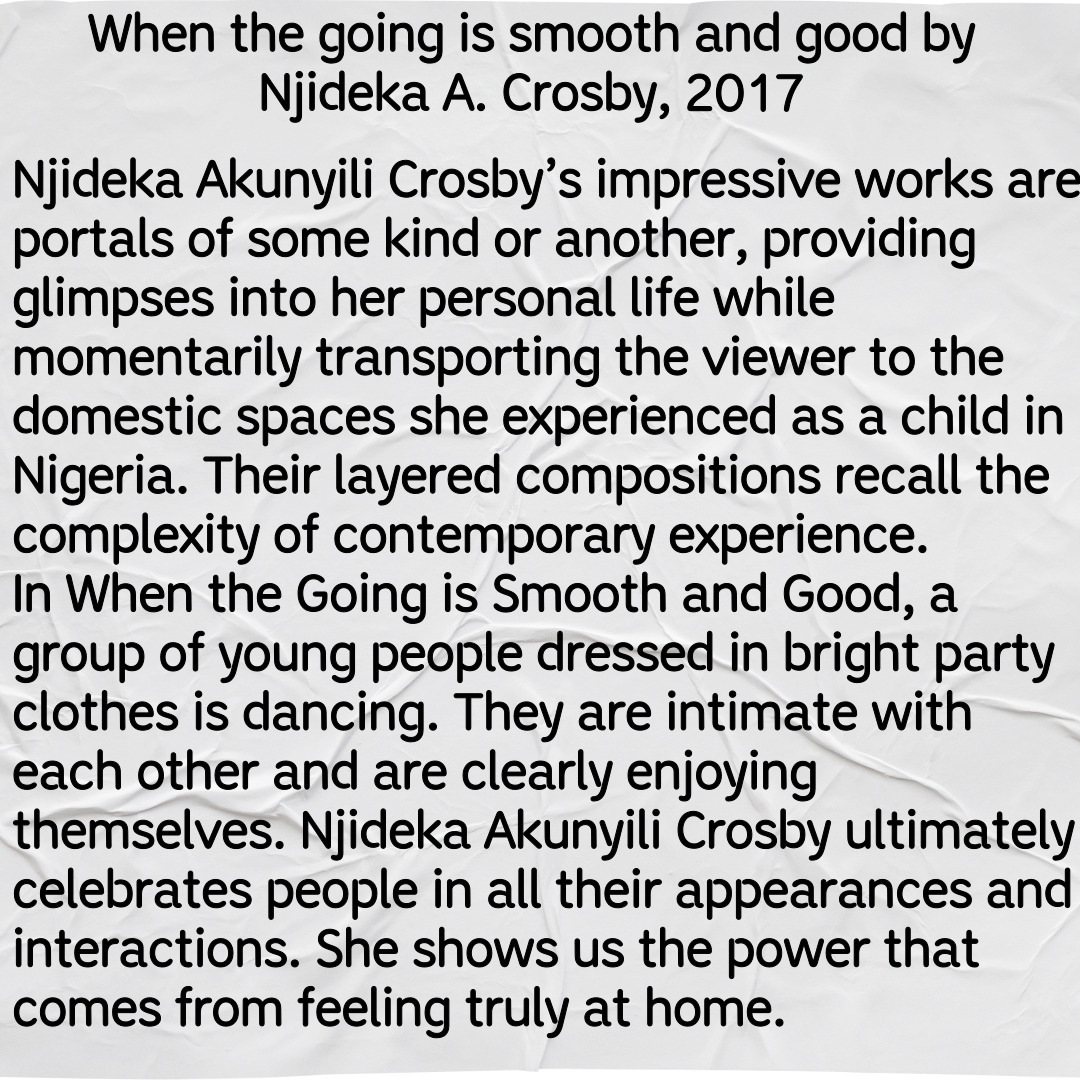 When the going is smooth and good by
Njideka A. Crosby, 2017
Njideka Akunyili Crosby’s impressive works are
portals of some kind or another, providing
glimpses into her personal life while
momentarily transporting the viewer to the
domestic spaces she experienced as a child in
Nigeria. Their layered compositions recall the
complexity of contemporary experience.
In When the Going is Smooth and Good, a
group of young people dressed in bright party
clothes is dancing. They are intimate with
each other and are clearly enjoying
themselves. Njideka Akunyili Crosby ultimately
celebrates people in all their appearances and
interactions. She shows us the power that
comes from feeling truly at home.